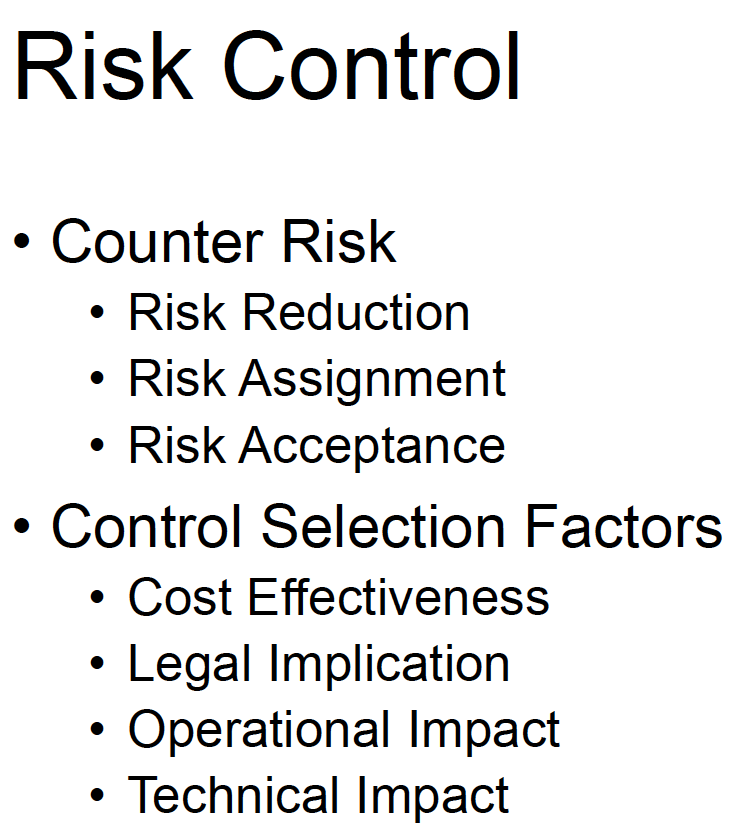 Risk Control
• Counter Risk
• Risk Reduction
• Risk Assignment
• Risk Acceptance
• Control Selection Factors
• Cost Effectiveness
• Legal Implication
• Operational Impact
• Technical Impact